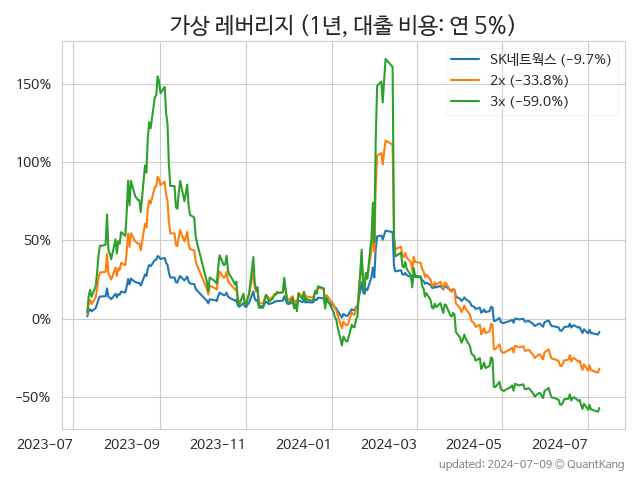 가상 레버리지 (1년, 대출 비용: 연 5%)
SK네트웍스 (−9.7%)
2x (−33.8%)
3x (−59.0%)
150%
100%
50%
0%
−50%
2023-07 2023-09 2023-11 2024-01 2024-03 2024-05 2024-07
updated: 2024-07-09 © QuantKang